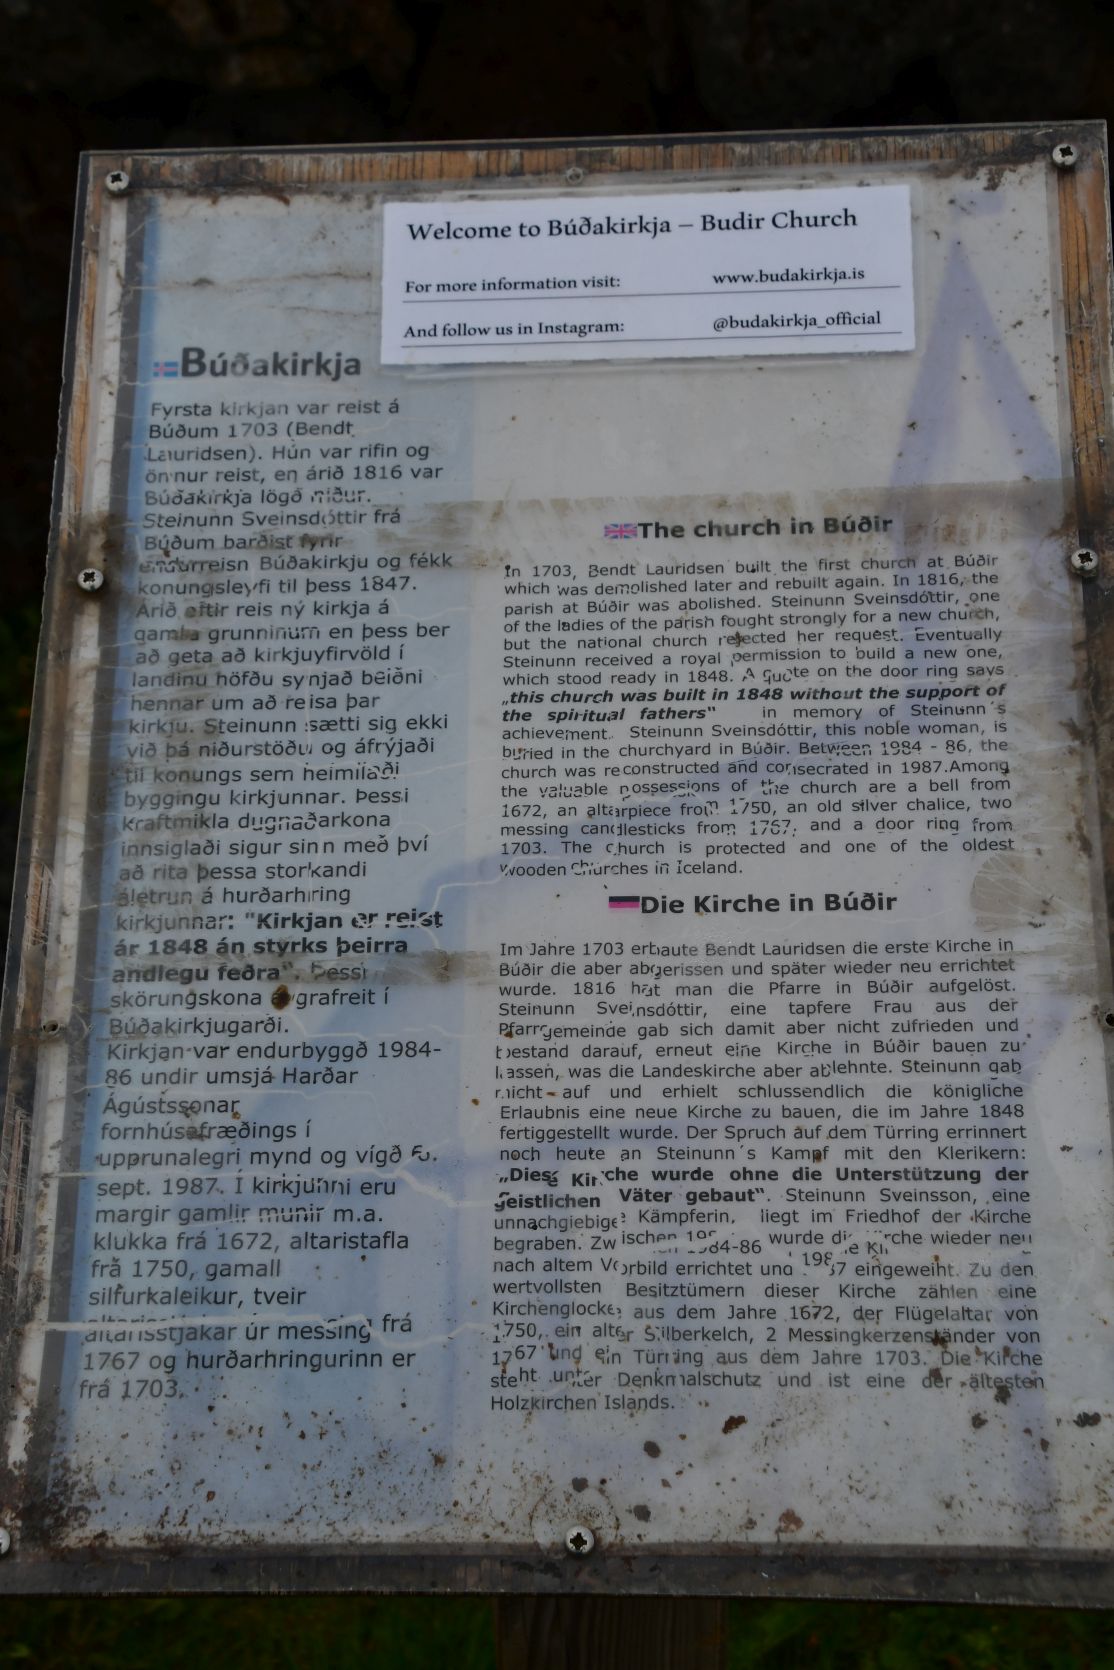 Welcome to Búðakirkja – Budir Church
For more information visit: www.budakirkja.is
And follow us in Instagram: @budakirkja_official
Búðakirkja
Fyrsta kirkjan var reist á
Búðum 1703 (Bendt
Lauridsen). Hún var rifin og
önnur reist, en árið 1816 var
Búðakirkja lögð niður.
Steinunn Sveinsdóttir frá
Búðum barðist fyrir
endurreisn Búðakirkju og fékk
konungsleyfi til þess 1847.
Árið eftir reis ný kirkja á
gamla grunninum en þess ber
að geta að kirkjuyfirvöld í
landinu höfðu synjað beiðni
hennar um að reisa þar
kirkju. Steinunn sætti sig ekki
við þá niðurstöðu og áfrýjaði
til konungs sem heimilaði
byggingu kirkjunnar. Þessi
kraftmikla dugnaðarkona
innsiglaði sigur sinn með því
að rita þessa storkandi
áletrun á hurðarhring
kirkjunnar: "Kirkjan er reist
ár 1848 án styrks þeirra
andlegu feðra". Þessi
skörungskona á grafreit í
Búðakirkjugarði.
Kirkjan var endurbyggð 1984-
86 undir umsjá Harðar
Ágústssonar
fornhúsafræðings í
upprunalegri mynd og vígð 6.
sept. 1987. Í kirkjunni eru
margir gamlir munir m.a.
klukka frá 1672, altaristafla
frá 1750, gamall
silfurkaleikur, tveir
altarisstjakar úr messing frá
1767 og hurðarhringurinn er
frá 1703.
The church in Búðir
In 1703, Bendt Lauridsen built the first church at Búðir
which was demolished later and rebuilt again. In 1816, the
parish at Búðir was abolished. Steinunn Sveinsdóttir, one
of the ladies of the parish fought strongly for a new church,
but the national church rejected her request. Eventually
Steinunn received a royal permission to build a new one,
which stood ready in 1848. A quote on the door ring says
„this church was built in 1848 without the support of
the spiritual fathers“ in memory of Steinunn´s
achievement. Steinunn Sveinsdóttir, this noble woman, is
buried in the churchyard in Búðir. Between 1984 - 86, the
church was reconstructed and consecrated in 1987.Among
the valuable possessions of the church are a bell from
1672, an altarpiece from 1750, an old silver chalice, two
messing candlesticks from 1767, and a door ring from
1703. The church is protected and one of the oldest
wooden churches in Iceland.
Die Kirche in Búðir
Im Jahre 1703 erbaute Bendt Lauridsen die erste Kirche in
Búðir die aber abgerissen und später wieder neu errichtet
wurde. 1816 hat man die Pfarre in Búðir aufgelöst.
Steinunn Sveinsdóttir, eine tapfere Frau aus der
Pfarrgemeinde gab sich damit aber nicht zufrieden und
bestand darauf, erneut eine Kirche in Búðir bauen zu
lassen, was die Landeskirche aber ablehnte. Steinunn gab
nicht auf und erhielt schlussendlich die königliche
Erlaubnis eine neue Kirche zu bauen, die im Jahre 1848
fertiggestellt wurde. Der Spruch auf dem Türring errinnert
noch heute an Steinunn´s Kampf mit den Klerikern:
„Diese Kirche wurde ohne die Unterstützung der
geistlichen Väter gebaut“. Steinunn Sveinsson, eine
unnachgiebige Kämpferin, liegt im Friedhof der Kirche
begraben. Zwischen 1984-86 wurde die Kirche wieder neu
nach altem Vorbild errichtet und 1987 eingeweiht. Zu den
wertvollsten Besitztümern dieser Kirche zählen eine
Kirchenglocke aus dem Jahre 1672, der Flügelaltar von
1750, ein alter Silberkelch, 2 Messingkerzenständer von
1767 und ein Türring aus dem Jahre 1703. Die Kirche
steht unter Denkmalschutz und ist eine der ältesten
Holzkirchen Islands.